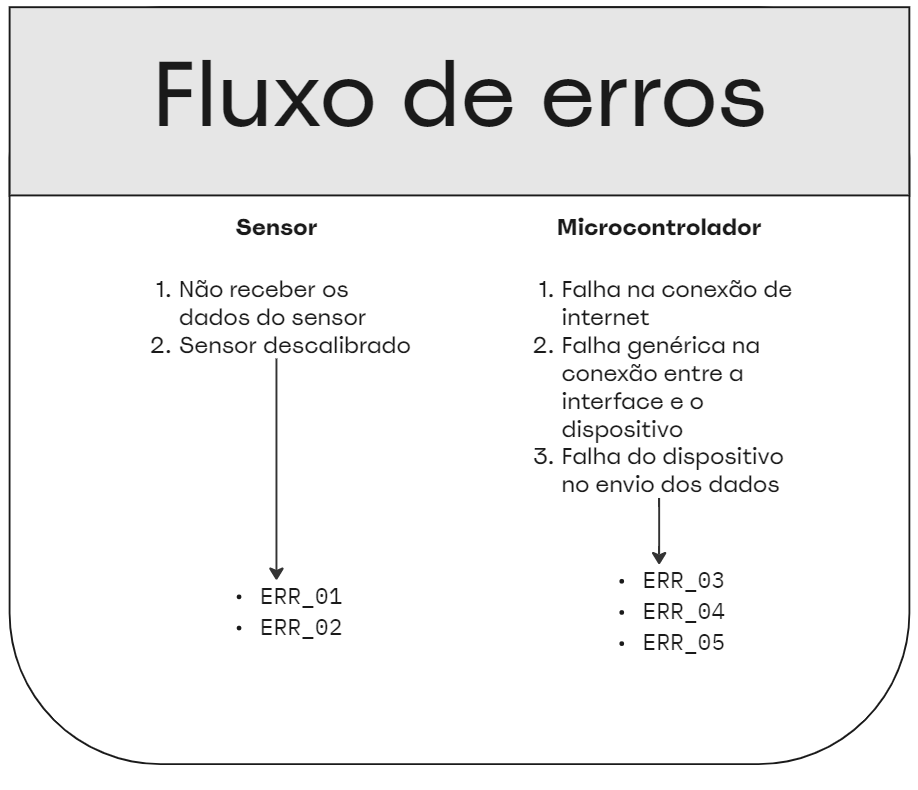 Fluxo de erros
Sensor
1. Não receber os
dados do sensor
2. Sensor descalibrado
• ERR_01
• ERR_02
Microcontrolador
1. Falha na conexão de
internet
2. Falha genérica na
conexão entre a
interface e o
dispositivo
3. Falha do dispositivo
no envio dos dados
• ERR_03
• ERR_04
• ERR_05